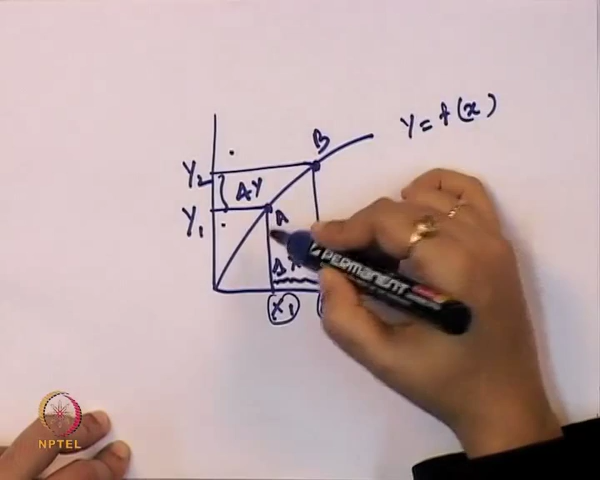 Y = f(x)
B
Y2
ΔY
Y1
A
Δ
X1
PERMANENT
NPTEL